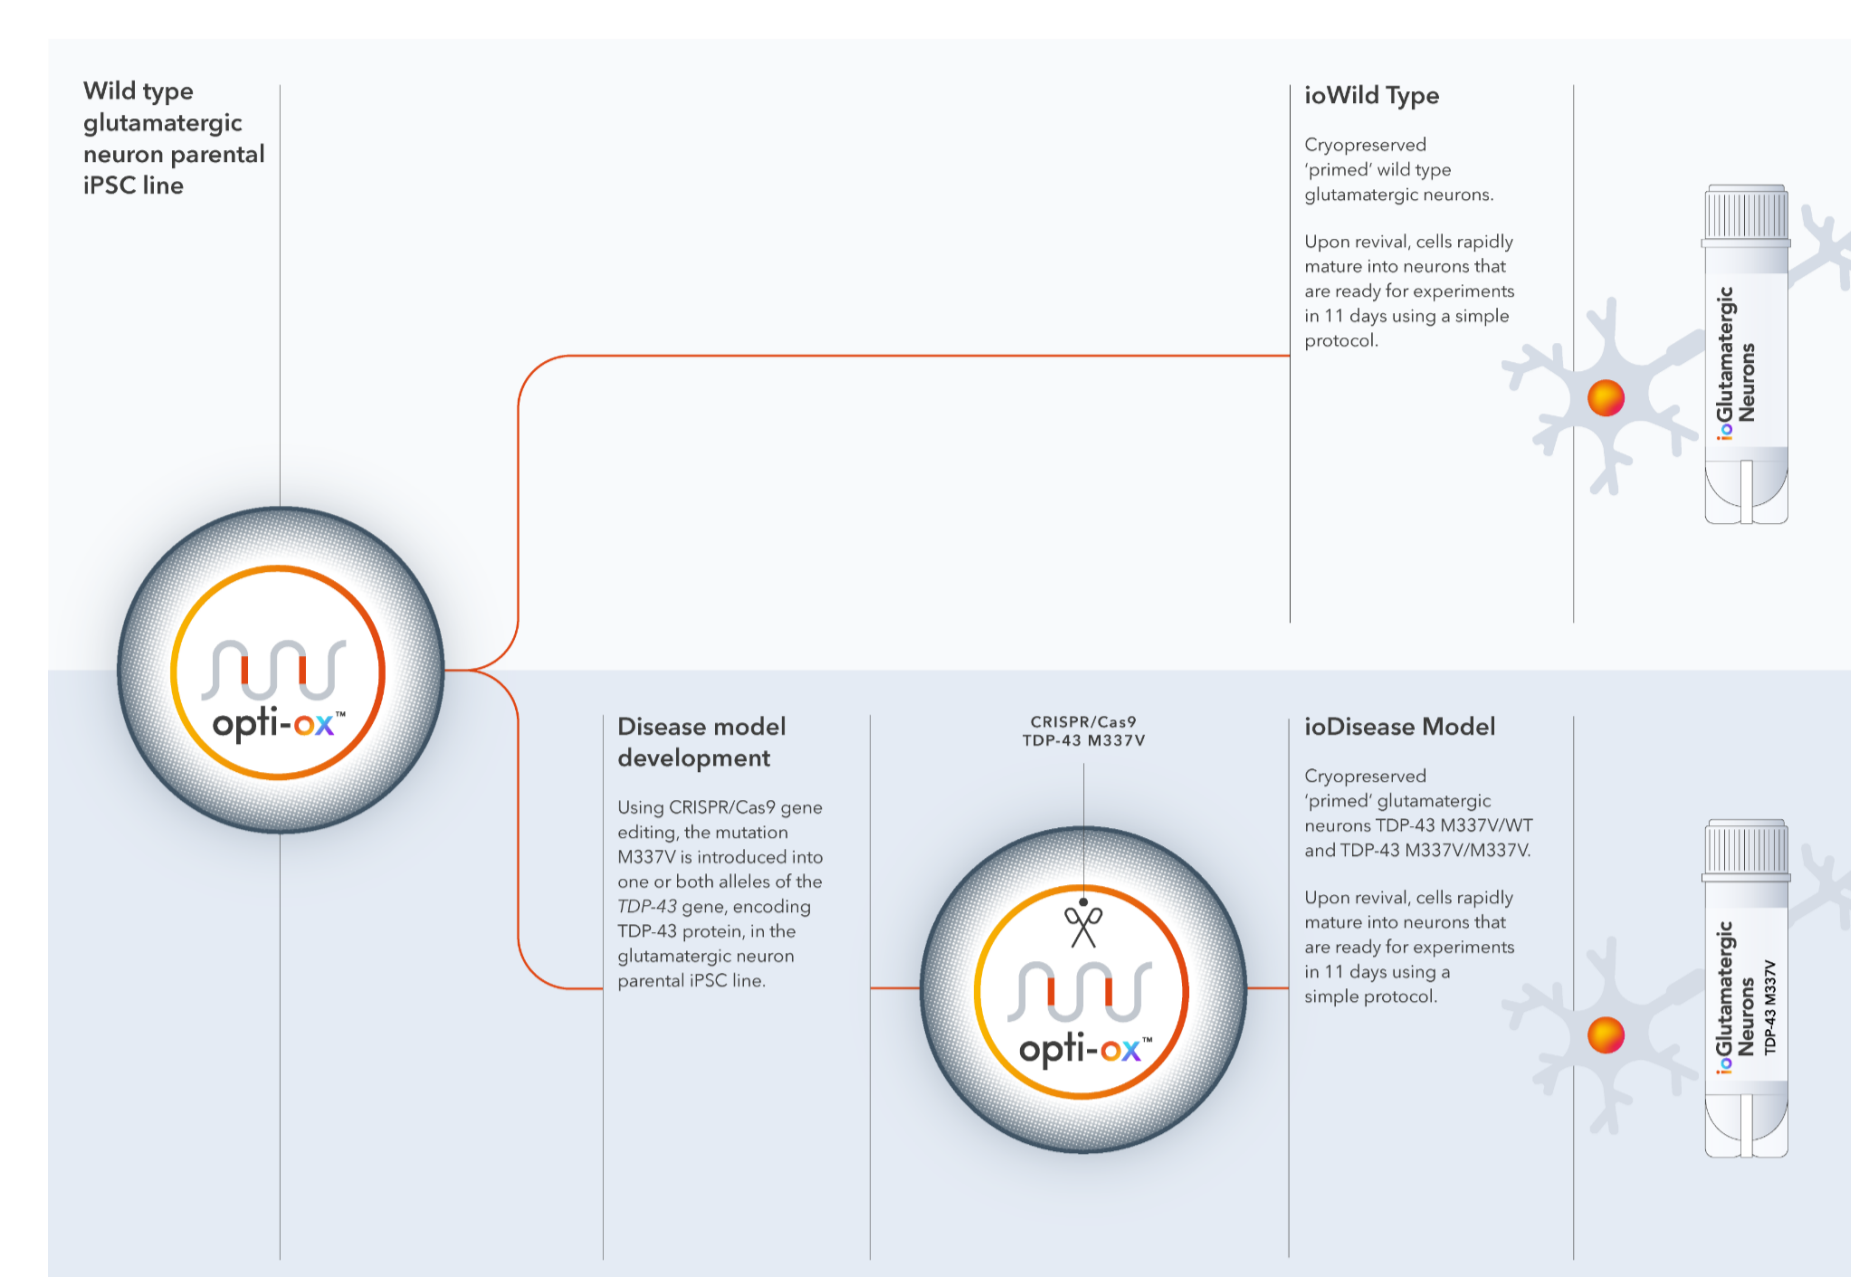 Wild type
glutamatergic
neuron parental
iPSC line
ioWild Type
Cryopreserved
‘primed’ wild type
glutamatergic neurons.
Upon revival, cells rapidly
mature into neurons that
are ready for experiments
in 11 days using a simple
protocol.
ioGlutamatergic
Neurons
opti-ox™
Disease model
development
Using CRISPR/Cas9 gene
editing, the mutation
M337V is introduced into
one or both alleles of the
TDP-43 gene, encoding
TDP-43 protein, in the
glutamatergic neuron
parental iPSC line.
CRISPR/Cas9
TDP-43 M337V
opti-ox™
ioDisease Model
Cryopreserved
‘primed’ glutamatergic
neurons TDP-43 M337V/WT
and TDP-43 M337V/M337V.
Upon revival, cells rapidly
mature into neurons that
are ready for experiments
in 11 days using a
simple protocol.
ioGlutamatergic
Neurons
TDP-43 M337V